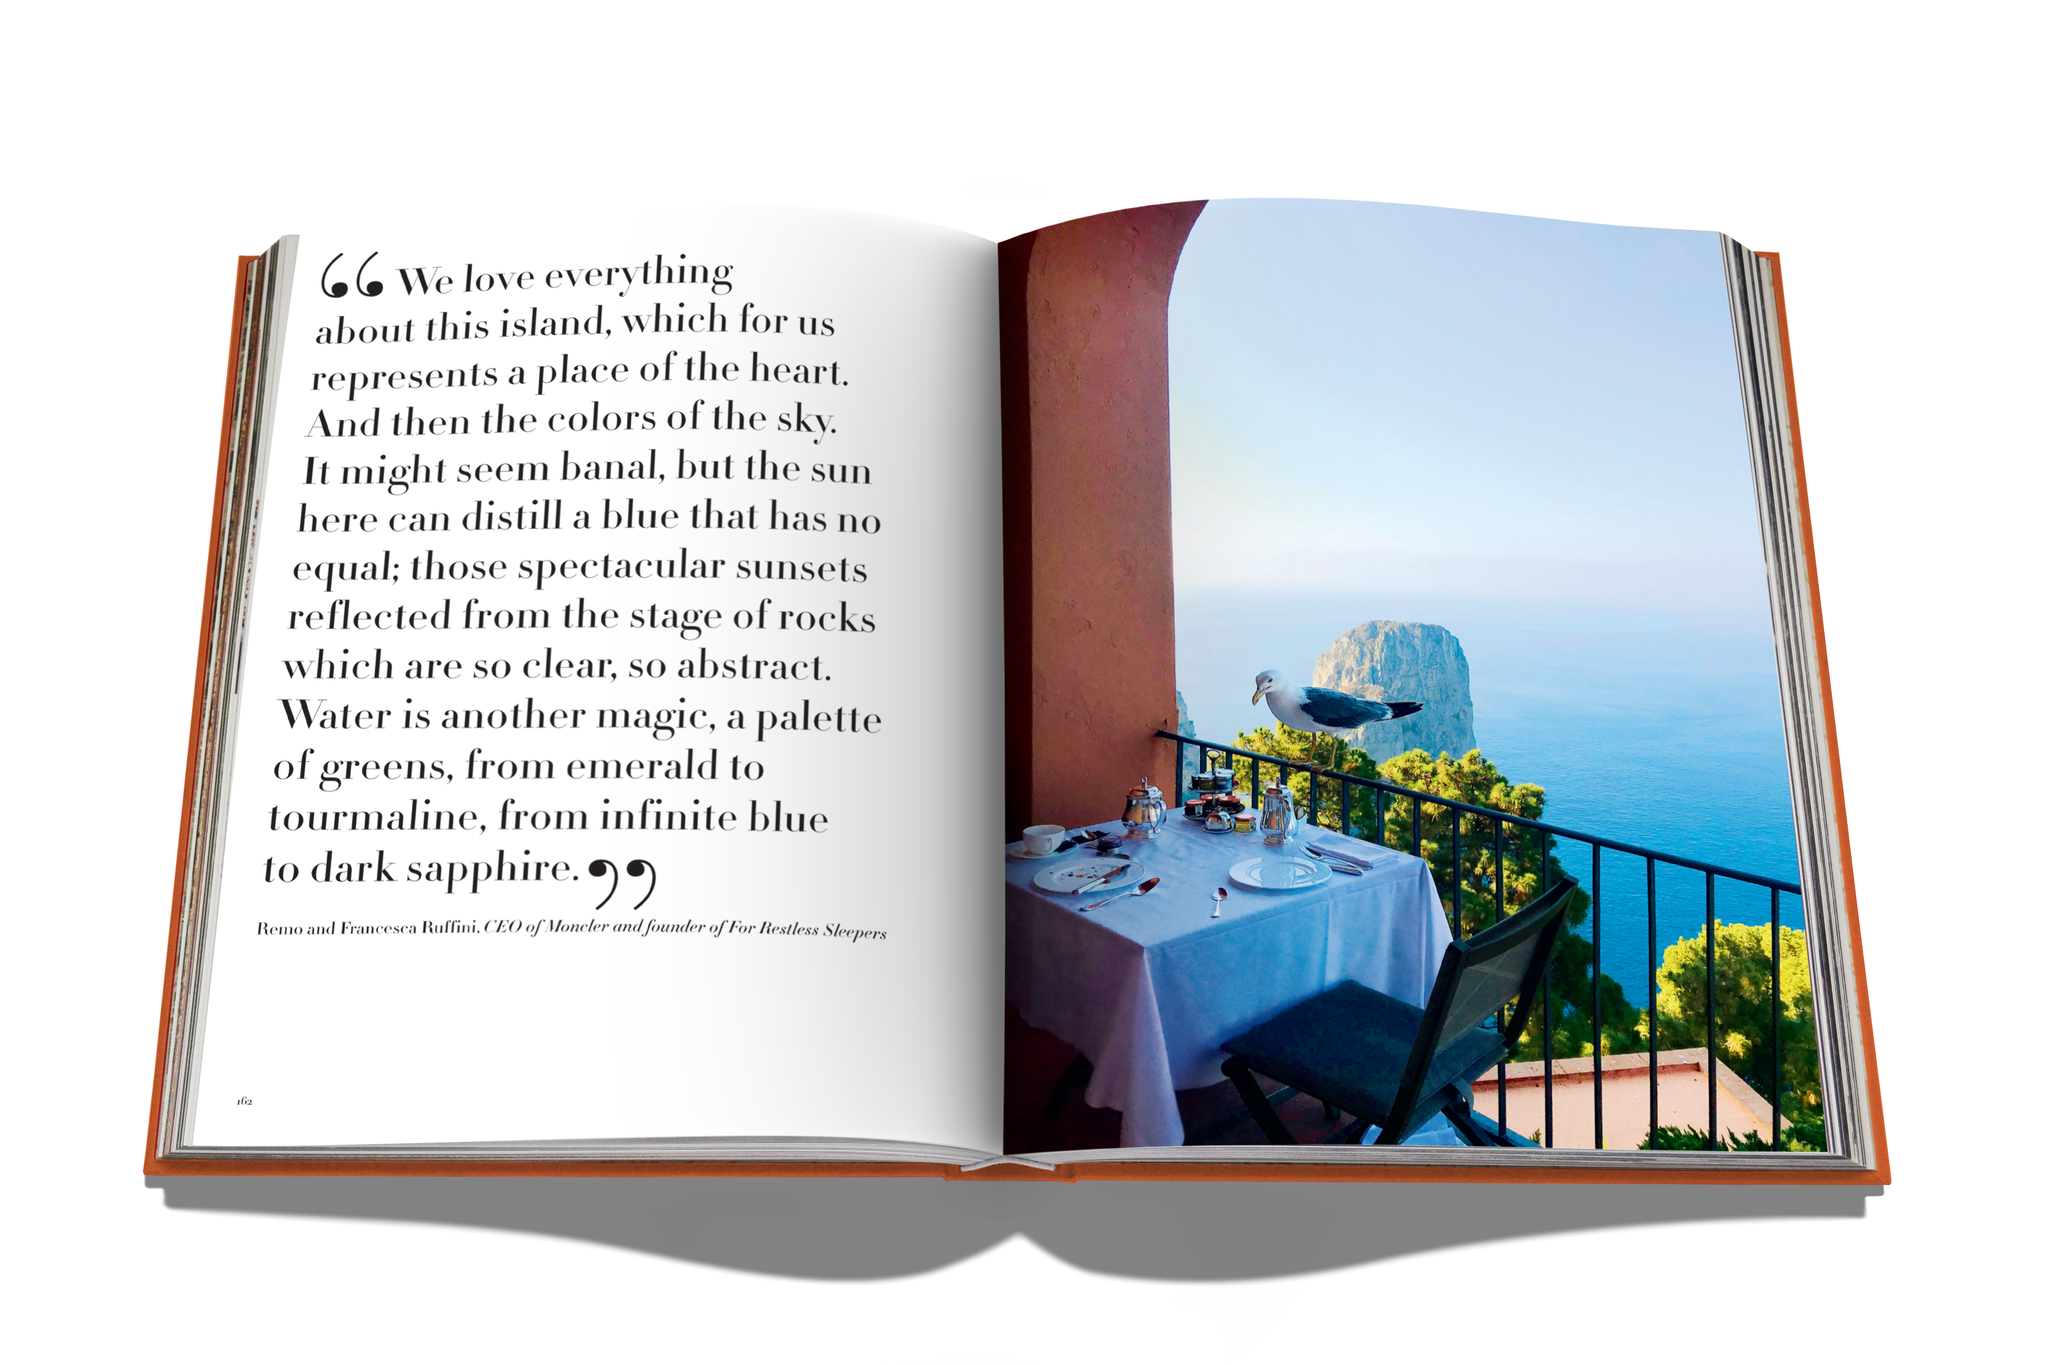 “ We love everything
about this island, which for us
represents a place of the heart.
And then the colors of the sky.
It might seem banal, but the sun
here can distill a blue that has no
equal; those spectacular sunsets
reflected from the stage of rocks
which are so clear, so abstract.
Water is another magic, a palette
of greens, from emerald to
tourmaline, from infinite blue
to dark sapphire. ”
Remo and Francesca Ruffini, CEO of Moncler and founder of For Restless Sleepers
162